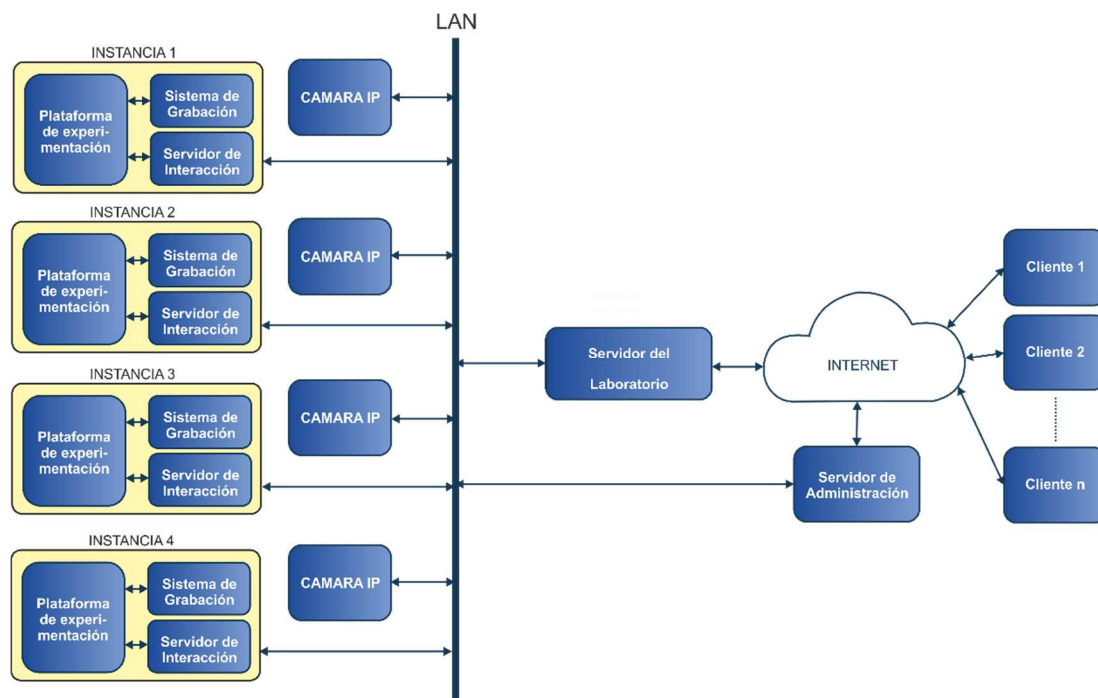 LAN
INSTANCIA 1
Plataforma
de experi-
mentación
Sistema de
Grabación
Servidor de
Interacción
CAMARA IP
INSTANCIA 2
Plataforma
de experi-
mentación
Sistema de
Grabación
Servidor de
Interacción
CAMARA IP
INSTANCIA 3
Plataforma
de experi-
mentación
Sistema de
Grabación
Servidor de
Interacción
CAMARA IP
INSTANCIA 4
Plataforma
de experi-
mentación
Sistema de
Grabación
Servidor de
Interacción
CAMARA IP
Servidor del
Laboratorio
INTERNET
Servidor de
Administración
Cliente 1
Cliente 2
Cliente n